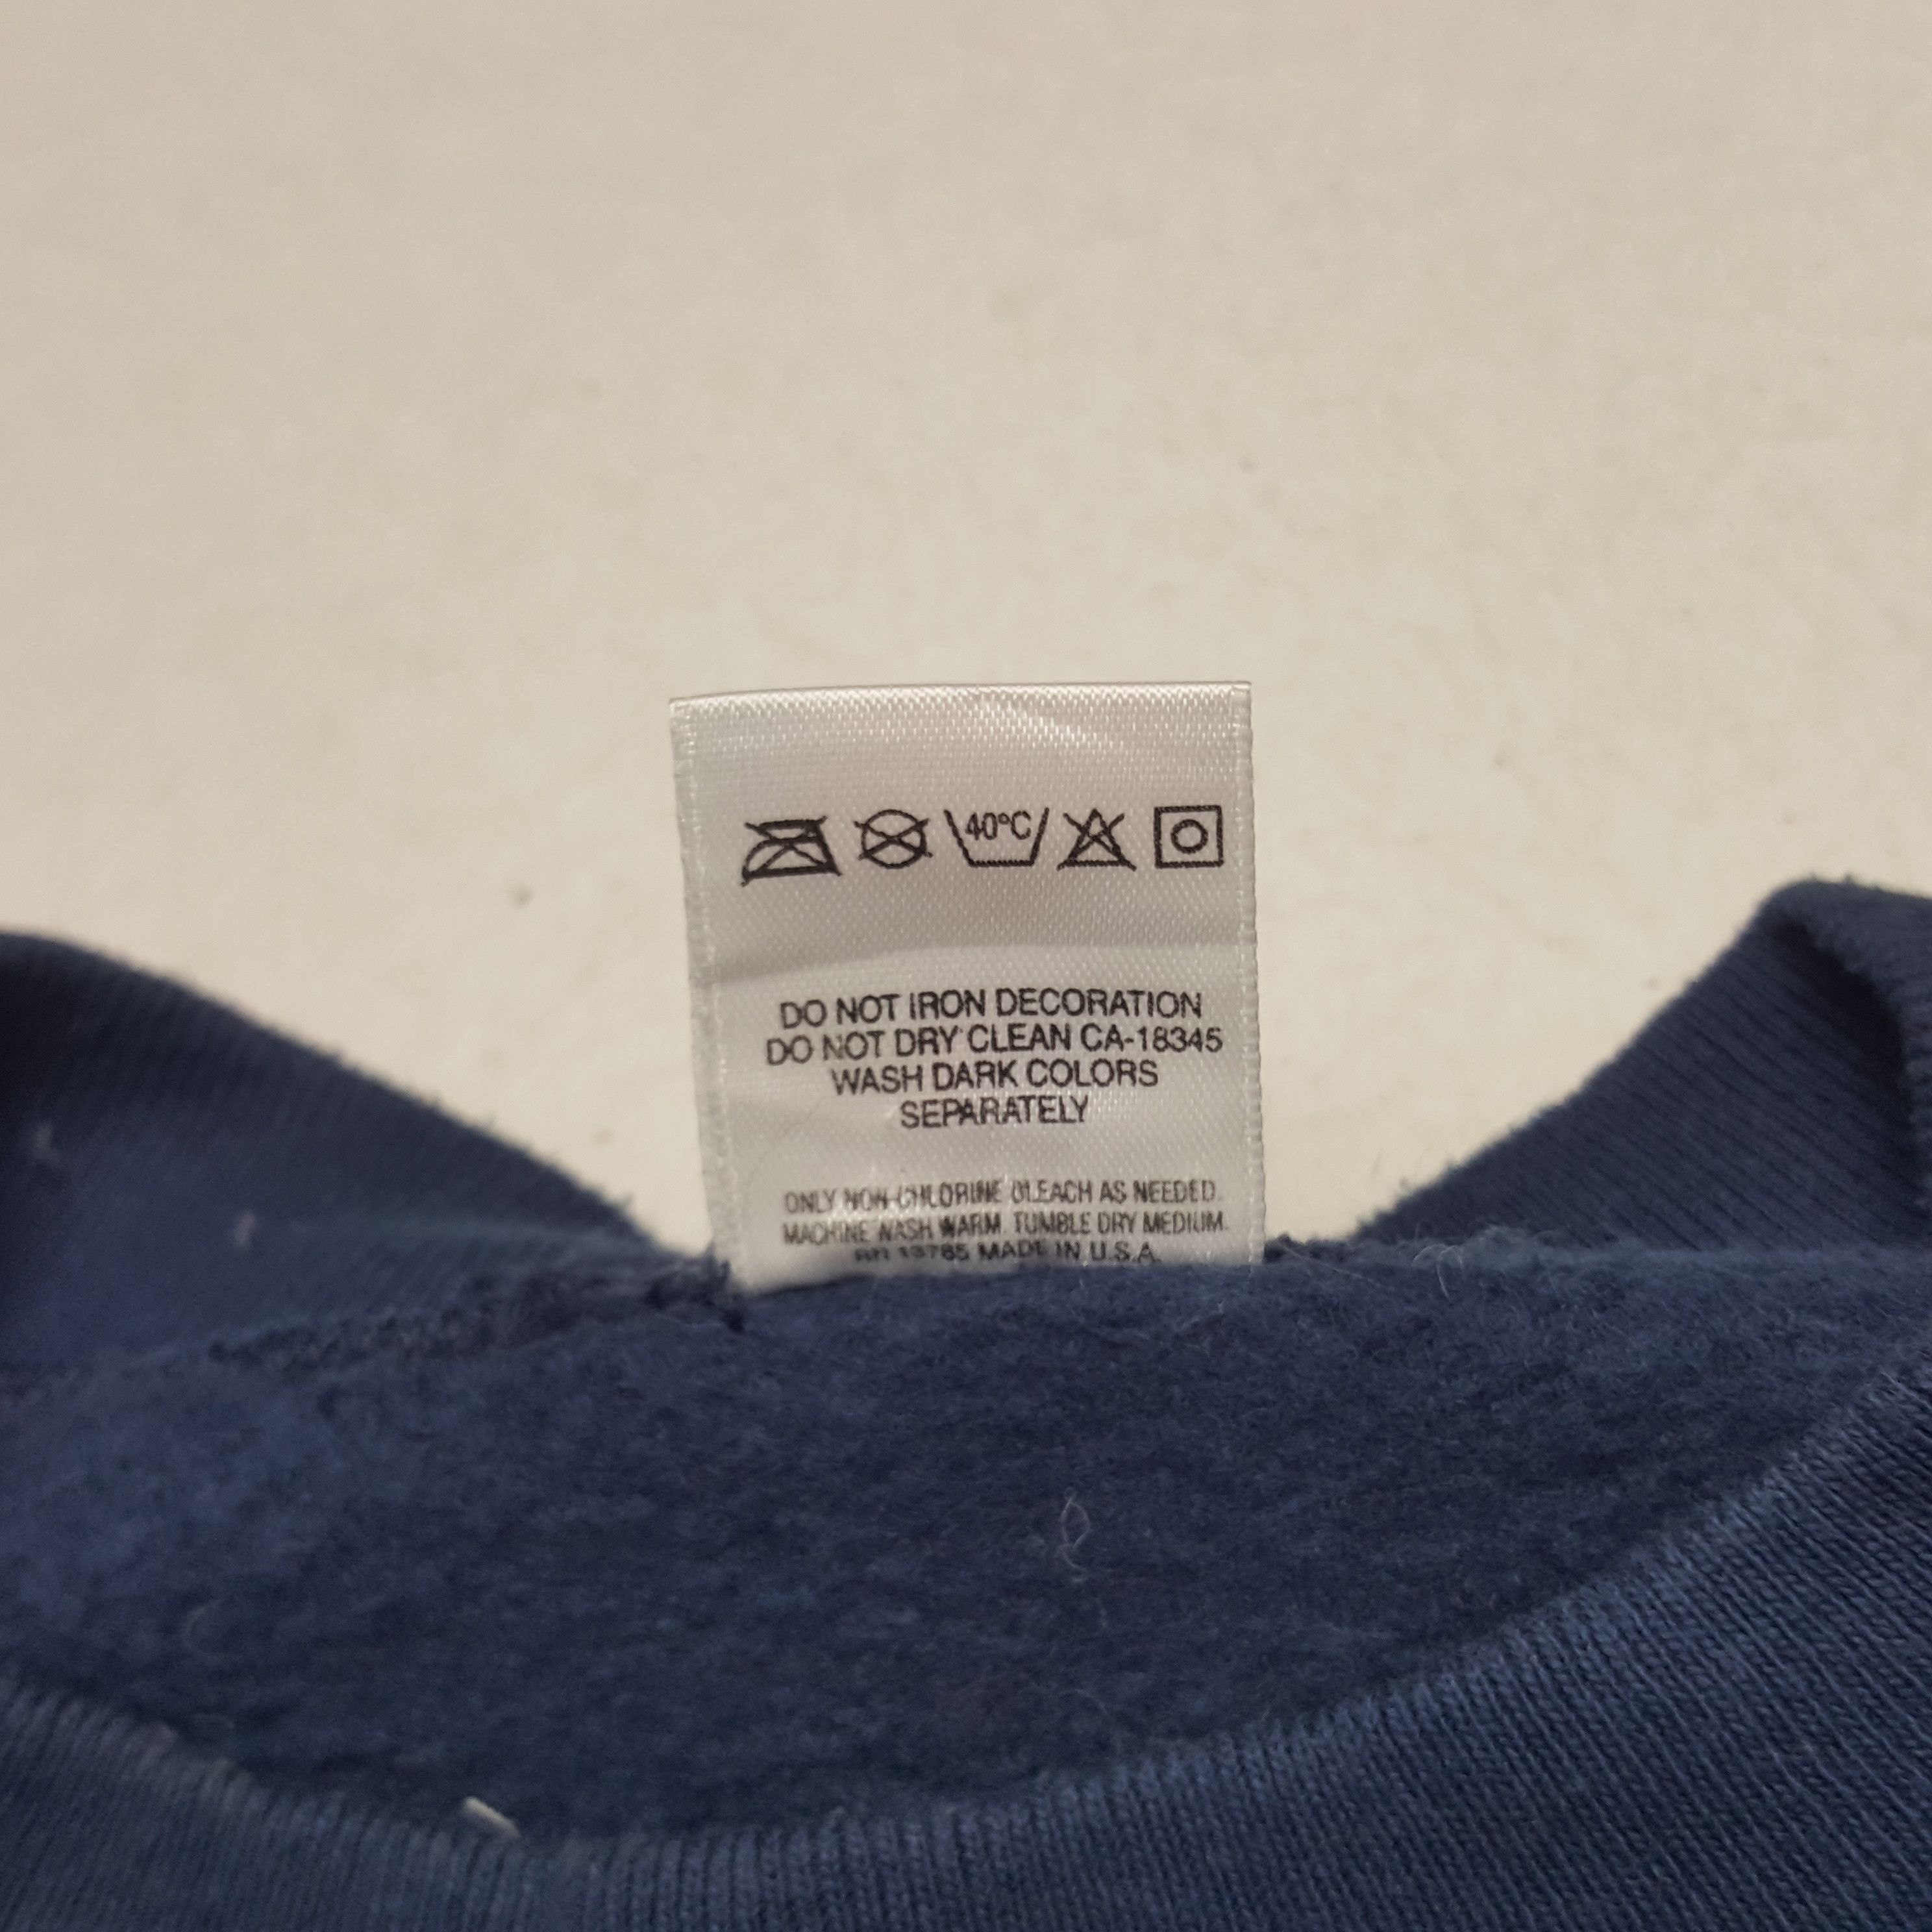 40°C
DO NOT IRON DECORATION
DO NOT DRY CLEAN CA-18345
WASH DARK COLORS
SEPARATELY
ONLY NON-CHLORINE BLEACH AS NEEDED.
MACHINE WASH WARM. TUMBLE DRY MEDIUM.
MADE IN U.S.A.